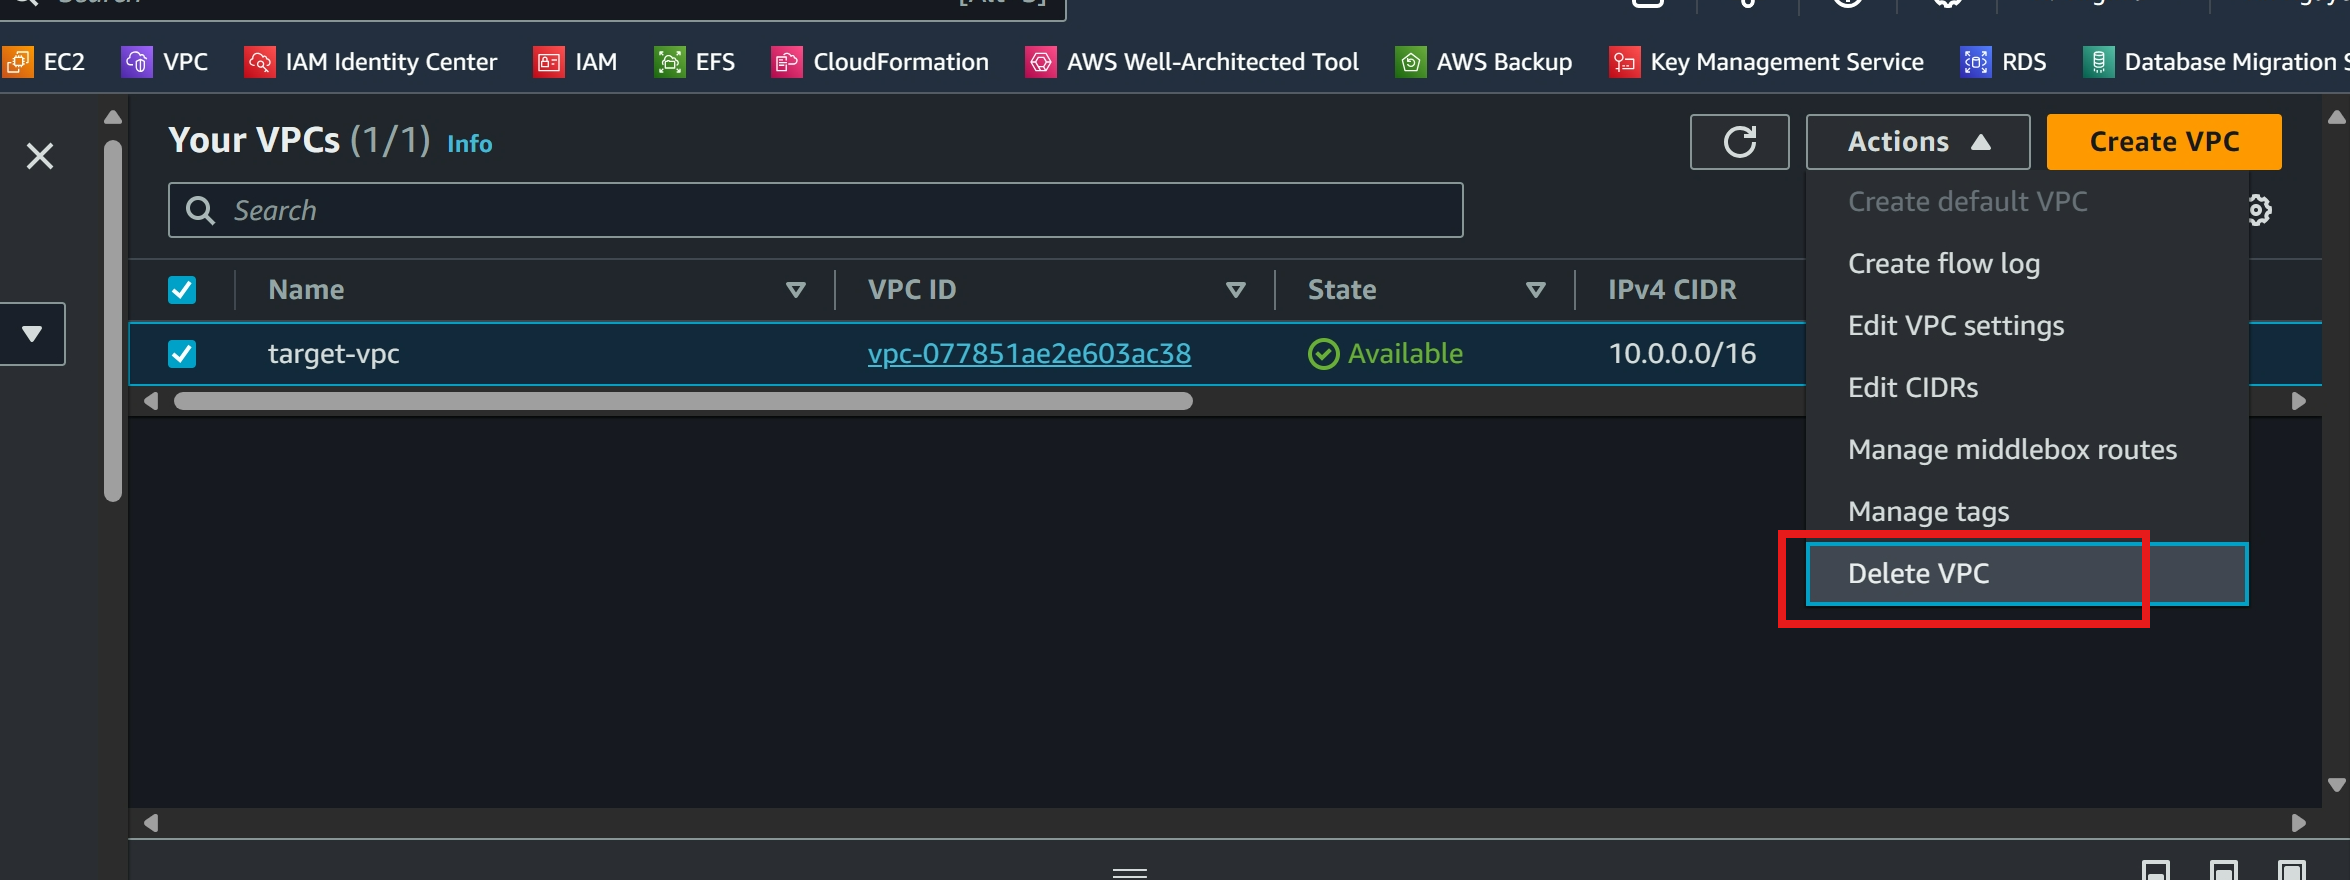 EC2 VPC IAM Identity Center IAM EFS CloudFormation AWS Well-Architected Tool AWS Backup Key Management Service RDS Database Migration
Your VPCs (1/1) Info
Actions
Create VPC
Search
Name VPC ID State IPv4 CIDR
target-vpc vpc-077851ae2e603ac38 Available 10.0.0.0/16
Create default VPC
Create flow log
Edit VPC settings
Edit CIDRs
Manage middlebox routes
Manage tags
Delete VPC